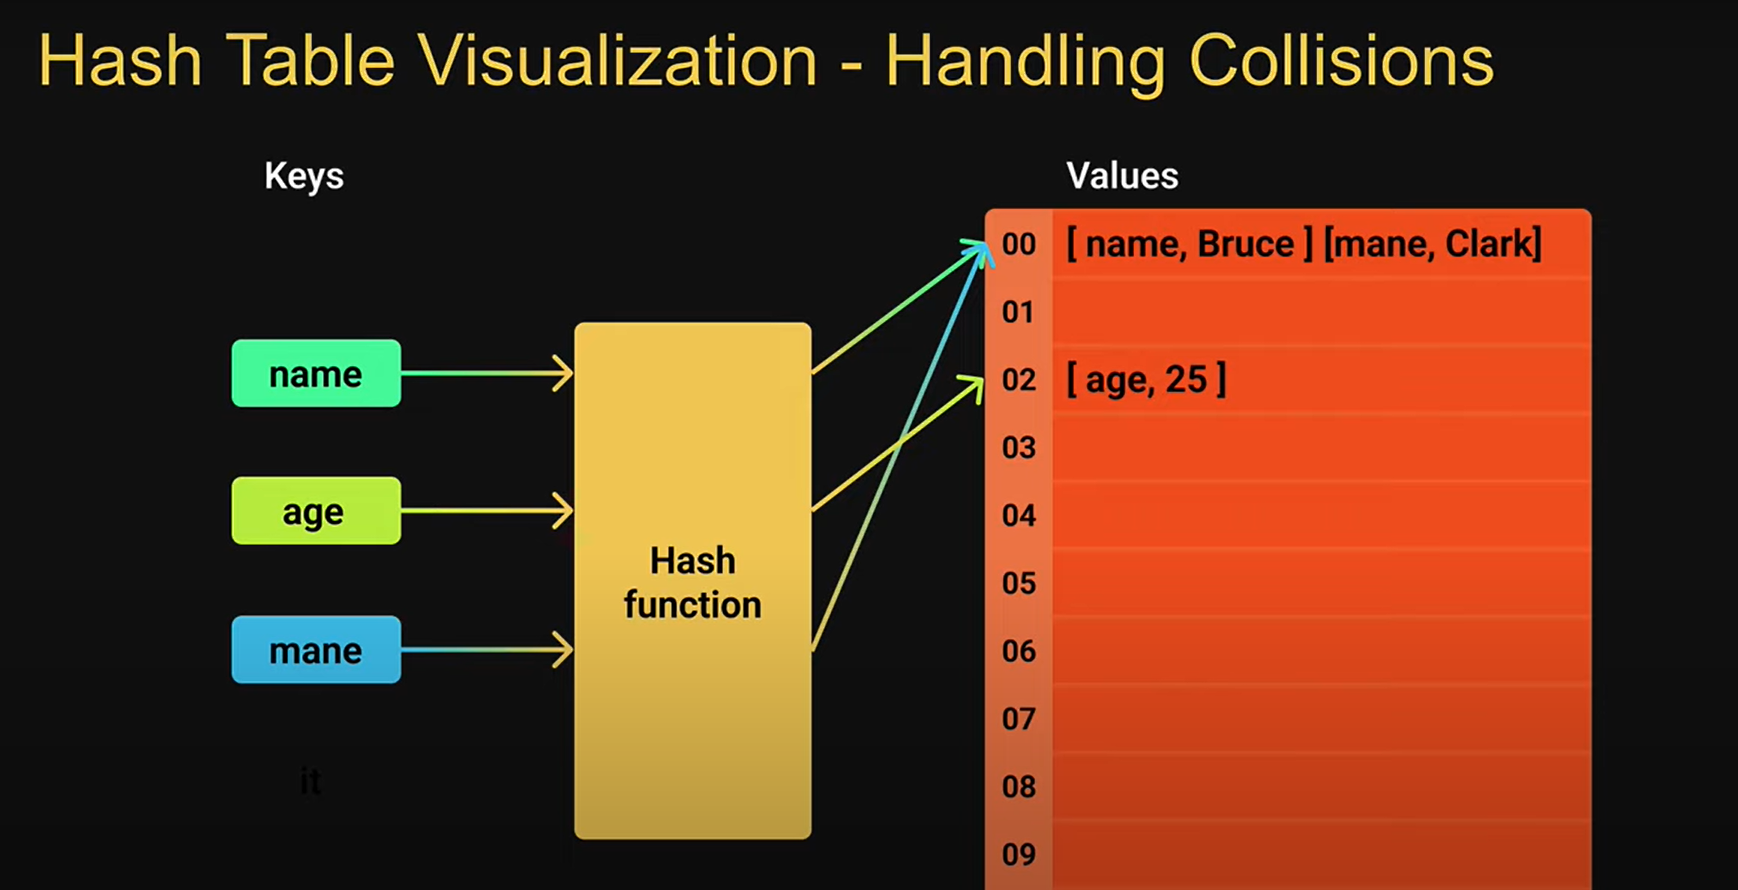 Hash Table Visualization - Handling Collisions
Keys
Values
name
age
mane
it
Hash
function
00 [ name, Bruce ] [mane, Clark]
01
02 [ age, 25 ]
03
04
05
06
07
08
09